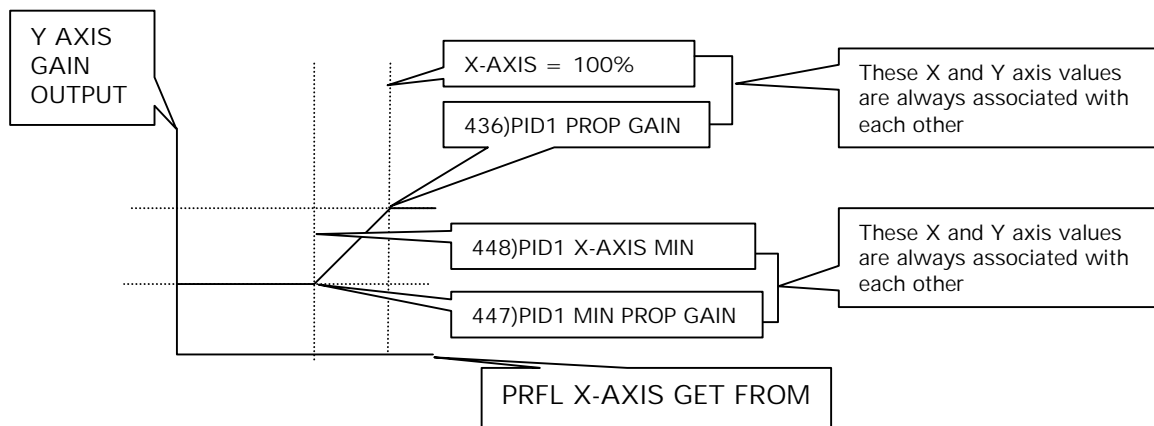 Y AXIS
GAIN
OUTPUT
X-AXIS = 100%
436)PID1 PROP GAIN
These X and Y axis values
are always associated with
each other
448)PID1 X-AXIS MIN
447)PID1 MIN PROP GAIN
These X and Y axis values
are always associated with
each other
PRFL X-AXIS GET FROM